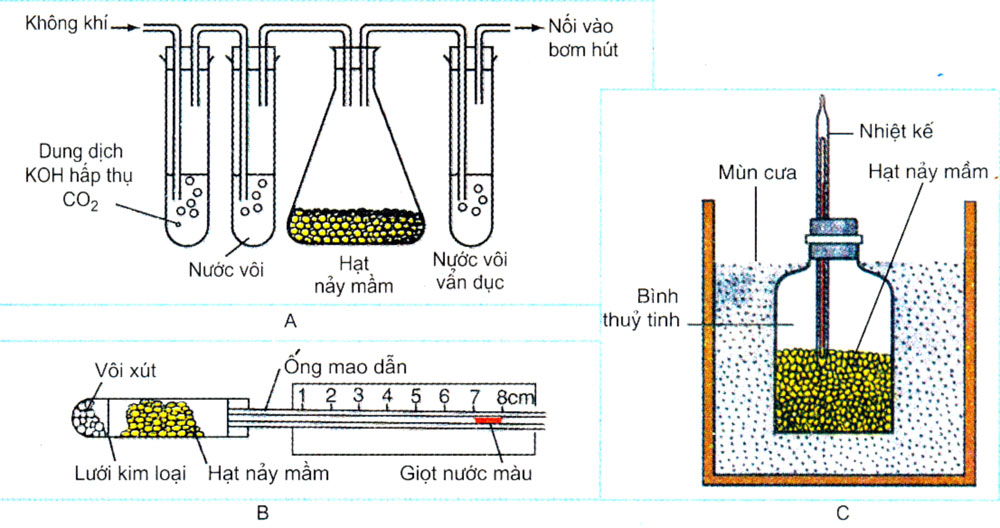 Không khí
Nối vào
bơm hút
Dung dịch
KOH hấp thụ
CO₂
Nước vôi
Hạt
nảy mầm
Nước vôi
vẩn đục
A
Vôi xút
Ống mao dẫn
1 2 3 4 5 6 7 8cm
Lưới kim loại
Hạt nảy mầm
Giọt nước màu
B
Nhiệt kế
Mùn cưa
Hạt nảy mầm
Bình
thuỷ tinh
C